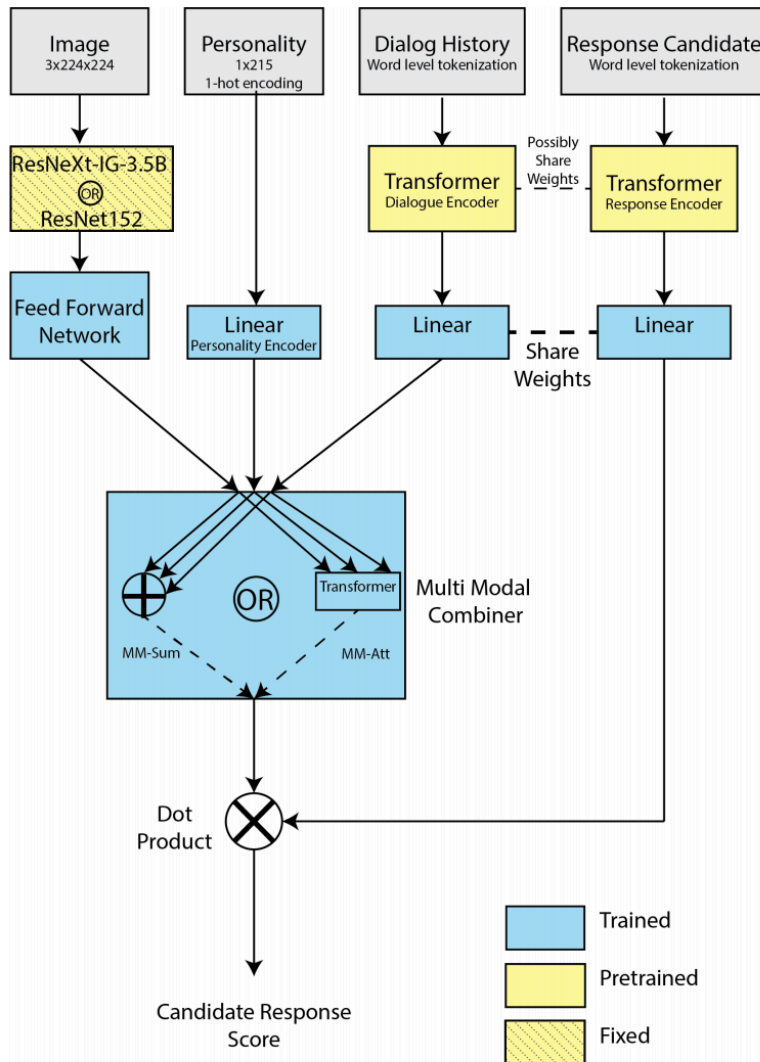 Image
3x224x224
Personality
1x215
1-hot encoding
Dialog History
Word level tokenization
Response Candidate
Word level tokenization
ResNeXt-IG-3.5B
OR
ResNet152
Transformer
Dialogue Encoder
Possibly
Share
Weights
Transformer
Response Encoder
Feed Forward
Network
Linear
Personality Encoder
Linear
Share
Weights
Linear
OR
Transformer
MM-Sum
MM-Att
Multi Modal
Combiner
Dot
Product
Candidate Response
Score
Trained
Pretrained
Fixed